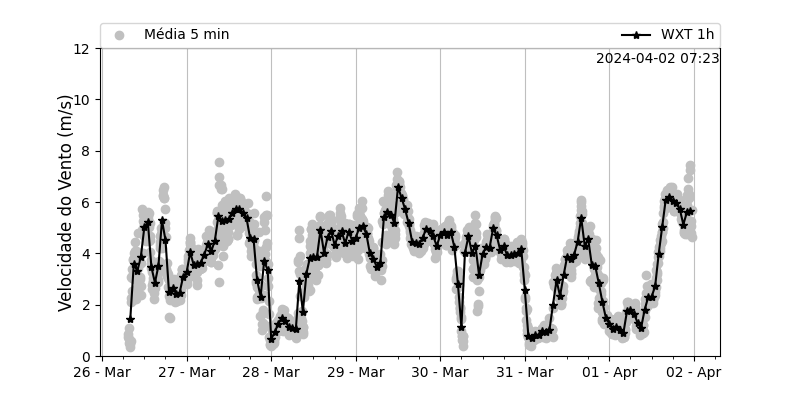 Média 5 min
WXT 1h
2024-04-02 07:23
Velocidade do Vento (m/s)
12
10
8
6
4
2
0
26 - Mar
27 - Mar
28 - Mar
29 - Mar
30 - Mar
31 - Mar
01 - Apr
02 - Apr